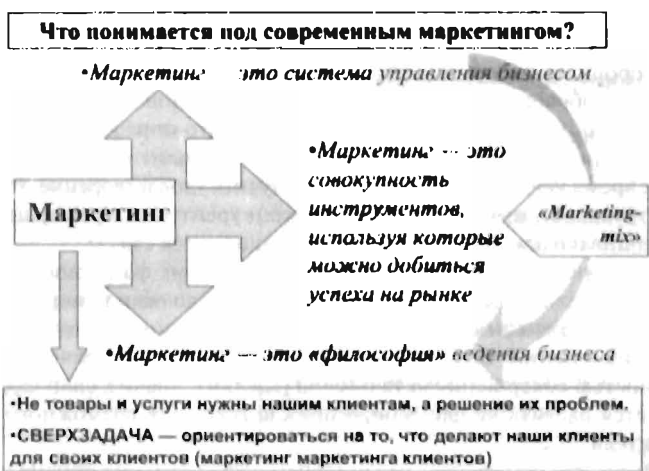 Что понимается под современным маркетингом?
•Маркетинг — это система управления бизнесом
Маркетинг
•Маркетинг — это
совокупность
инструментов,
используя которые
можно добиться
успеха на рынке
«Marketing-
mix»
•Маркетинг — это «философия» ведения бизнеса
•Не товары и услуги нужны нашим клиентам, а решение их проблем.
•СВЕРХЗАДАЧА — ориентироваться на то, что делают наши клиенты
для своих клиентов (маркетинг маркетинга клиентов)